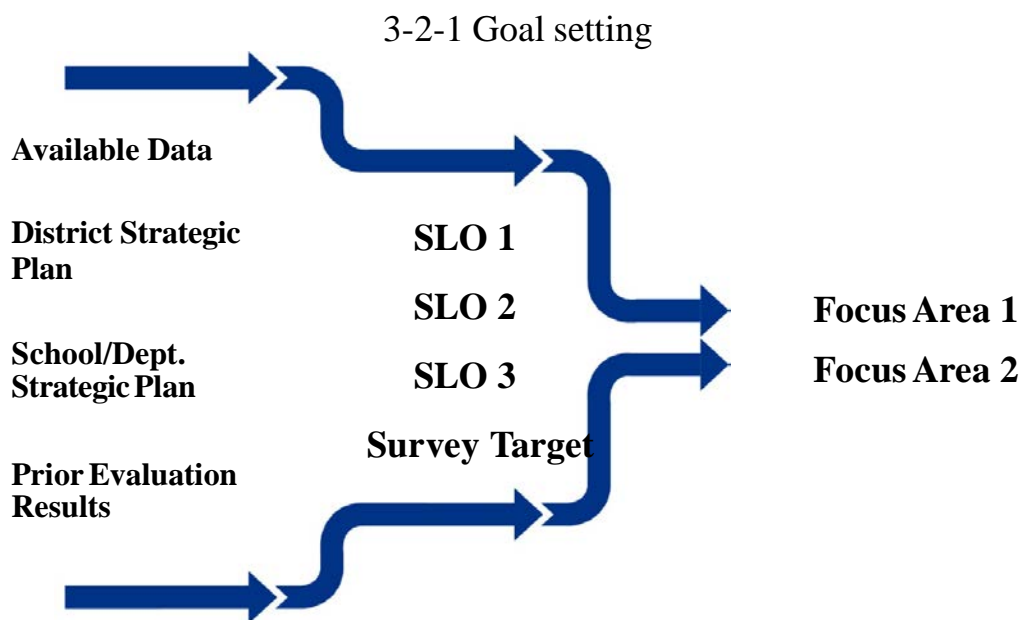 3-2-1 Goal setting
Available Data
District Strategic
Plan
School/Dept.
Strategic Plan
Prior Evaluation
Results
SLO 1
SLO 2
SLO 3
Survey Target
Focus Area 1
Focus Area 2